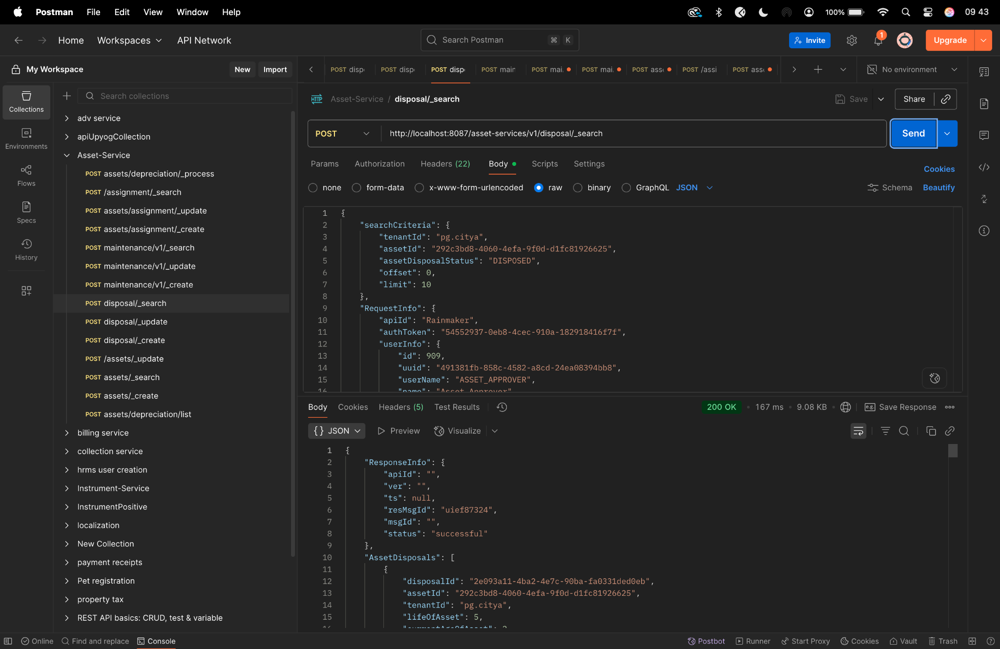 Postman File Edit View Window Help 100% 09 43
Home Workspaces API Network Search Postman ⌘ K Invite 1 Upgrade
My Workspace New Import
POST disp POST disp POST disp POST main POST mai. POST mai. POST ass POST /assi POST ass No environment
Collections
Environments
Flows
Specs
History
Search collections
adv service
apiUpyogCollection
Asset-Service
POST assets/depreciation/_process
POST /assignment/_search
POST assets/assignment/_update
POST assets/assignment/_create
POST maintenance/v1/_search
POST maintenance/v1/_update
POST maintenance/v1/_create
POST disposal/_search
POST disposal/_update
POST disposal/_create
POST /assets/_update
POST assets/_search
POST assets/_create
POST assets/depreciation/list
billing service
collection service
hrms user creation
Instrument-Service
InstrumentPositive
localization
New Collection
payment receipts
Pet registration
property tax
REST API basics: CRUD, test & variable
HTTP Asset-Service / disposal/_search Save Share
POST http://localhost:8087/asset-services/v1/disposal/_search Send
Params Authorization Headers (22) Body Scripts Settings Cookies
none form-data x-www-form-urlencoded raw binary GraphQL JSON Schema Beautify
1 {
2 "searchCriteria": {
3 "tenantId": "pg.citya",
4 "assetId": "292c3bd8-4060-4efa-9f0d-d1fc81926625",
5 "assetDisposalStatus": "DISPOSED",
6 "offset": 0,
7 "limit": 10
8 },
9 "RequestInfo": {
10 "apiId": "Rainmaker",
11 "authToken": "54552937-0eb8-4cec-910a-182918416f7f",
12 "userInfo": {
13 "id": 909,
14 "uuid": "491381fb-858c-4582-a8cd-24ea08394bb8",
15 "userName": "ASSET_APPROVER",
16 "name": "Asset Approver"
Body Cookies Headers (5) Test Results 200 OK 167 ms 9.08 KB e.g. Save Response
{} JSON Preview Visualize
1 {
2 "ResponseInfo": {
3 "apiId": "",
4 "ver": "",
5 "ts": null,
6 "resMsgId": "uief87324",
7 "msgId": "",
8 "status": "successful"
9 },
10 "AssetDisposals": [
11 {
12 "disposalId": "2e093a11-4ba2-4e7c-90ba-fa0331ded0eb",
13 "assetId": "292c3bd8-4060-4efa-9f0d-d1fc81926625",
14 "tenantId": "pg.citya",
15 "lifeOfAsset": 5,
Online Find and replace Console Postbot Runner Start Proxy Cookies Vault Trash